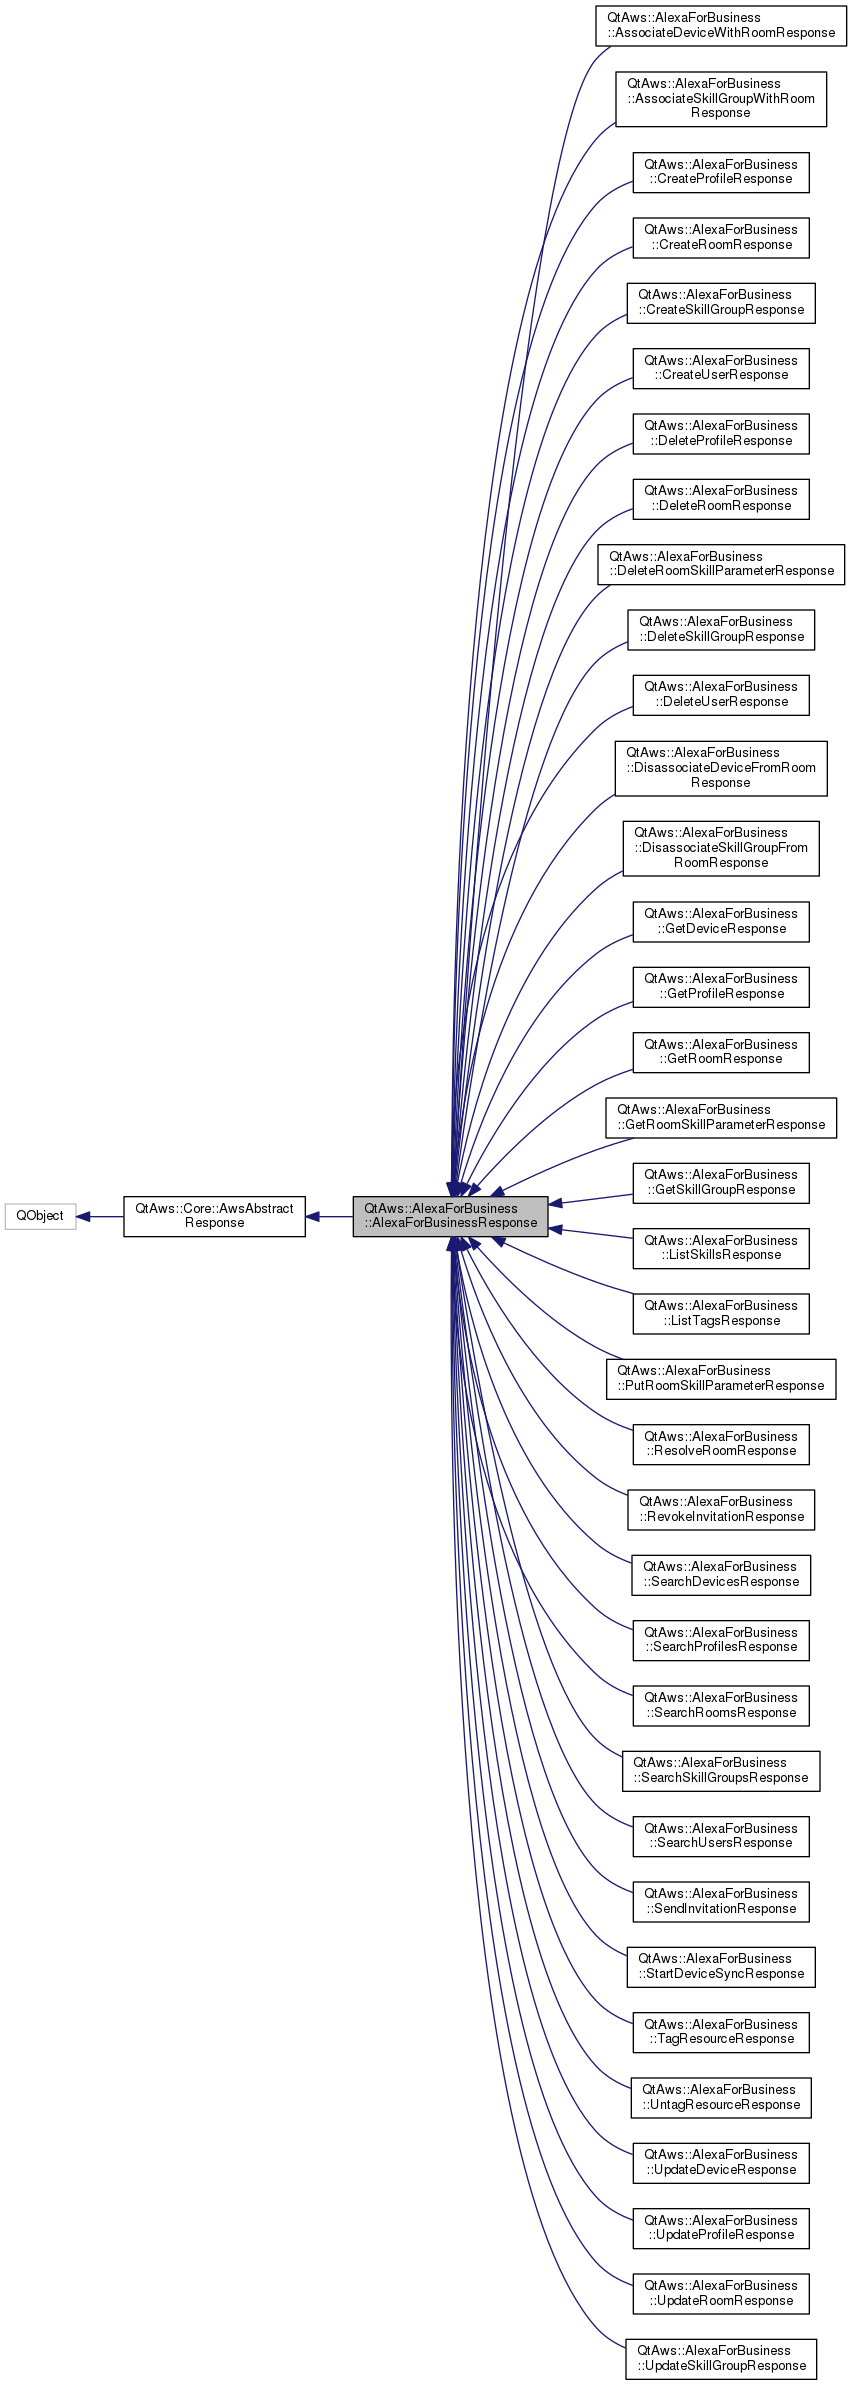 QtAws::AlexaForBusiness
::AssociateDeviceWithRoomResponse
QtAws::AlexaForBusiness
::AssociateSkillGroupWithRoom
Response
QtAws::AlexaForBusiness
::CreateProfileResponse
QtAws::AlexaForBusiness
::CreateRoomResponse
QtAws::AlexaForBusiness
::CreateSkillGroupResponse
QtAws::AlexaForBusiness
::CreateUserResponse
QtAws::AlexaForBusiness
::DeleteProfileResponse
QtAws::AlexaForBusiness
::DeleteRoomResponse
QtAws::AlexaForBusiness
::DeleteRoomSkillParameterResponse
QtAws::AlexaForBusiness
::DeleteSkillGroupResponse
QtAws::AlexaForBusiness
::DeleteUserResponse
QtAws::AlexaForBusiness
::DisassociateDeviceFromRoom
Response
QtAws::AlexaForBusiness
::DisassociateSkillGroupFrom
RoomResponse
QtAws::AlexaForBusiness
::GetDeviceResponse
QtAws::AlexaForBusiness
::GetProfileResponse
QtAws::AlexaForBusiness
::GetRoomResponse
QtAws::AlexaForBusiness
::GetRoomSkillParameterResponse
QtAws::AlexaForBusiness
::GetSkillGroupResponse
QObject
QtAws::Core::AwsAbstract
Response
QtAws::AlexaForBusiness
::AlexaForBusinessResponse
QtAws::AlexaForBusiness
::ListSkillsResponse
QtAws::AlexaForBusiness
::ListTagsResponse
QtAws::AlexaForBusiness
::PutRoomSkillParameterResponse
QtAws::AlexaForBusiness
::ResolveRoomResponse
QtAws::AlexaForBusiness
::RevokeInvitationResponse
QtAws::AlexaForBusiness
::SearchDevicesResponse
QtAws::AlexaForBusiness
::SearchProfilesResponse
QtAws::AlexaForBusiness
::SearchRoomsResponse
QtAws::AlexaForBusiness
::SearchSkillGroupsResponse
QtAws::AlexaForBusiness
::SearchUsersResponse
QtAws::AlexaForBusiness
::SendInvitationResponse
QtAws::AlexaForBusiness
::StartDeviceSyncResponse
QtAws::AlexaForBusiness
::TagResourceResponse
QtAws::AlexaForBusiness
::UntagResourceResponse
QtAws::AlexaForBusiness
::UpdateDeviceResponse
QtAws::AlexaForBusiness
::UpdateProfileResponse
QtAws::AlexaForBusiness
::UpdateRoomResponse
QtAws::AlexaForBusiness
::UpdateSkillGroupResponse